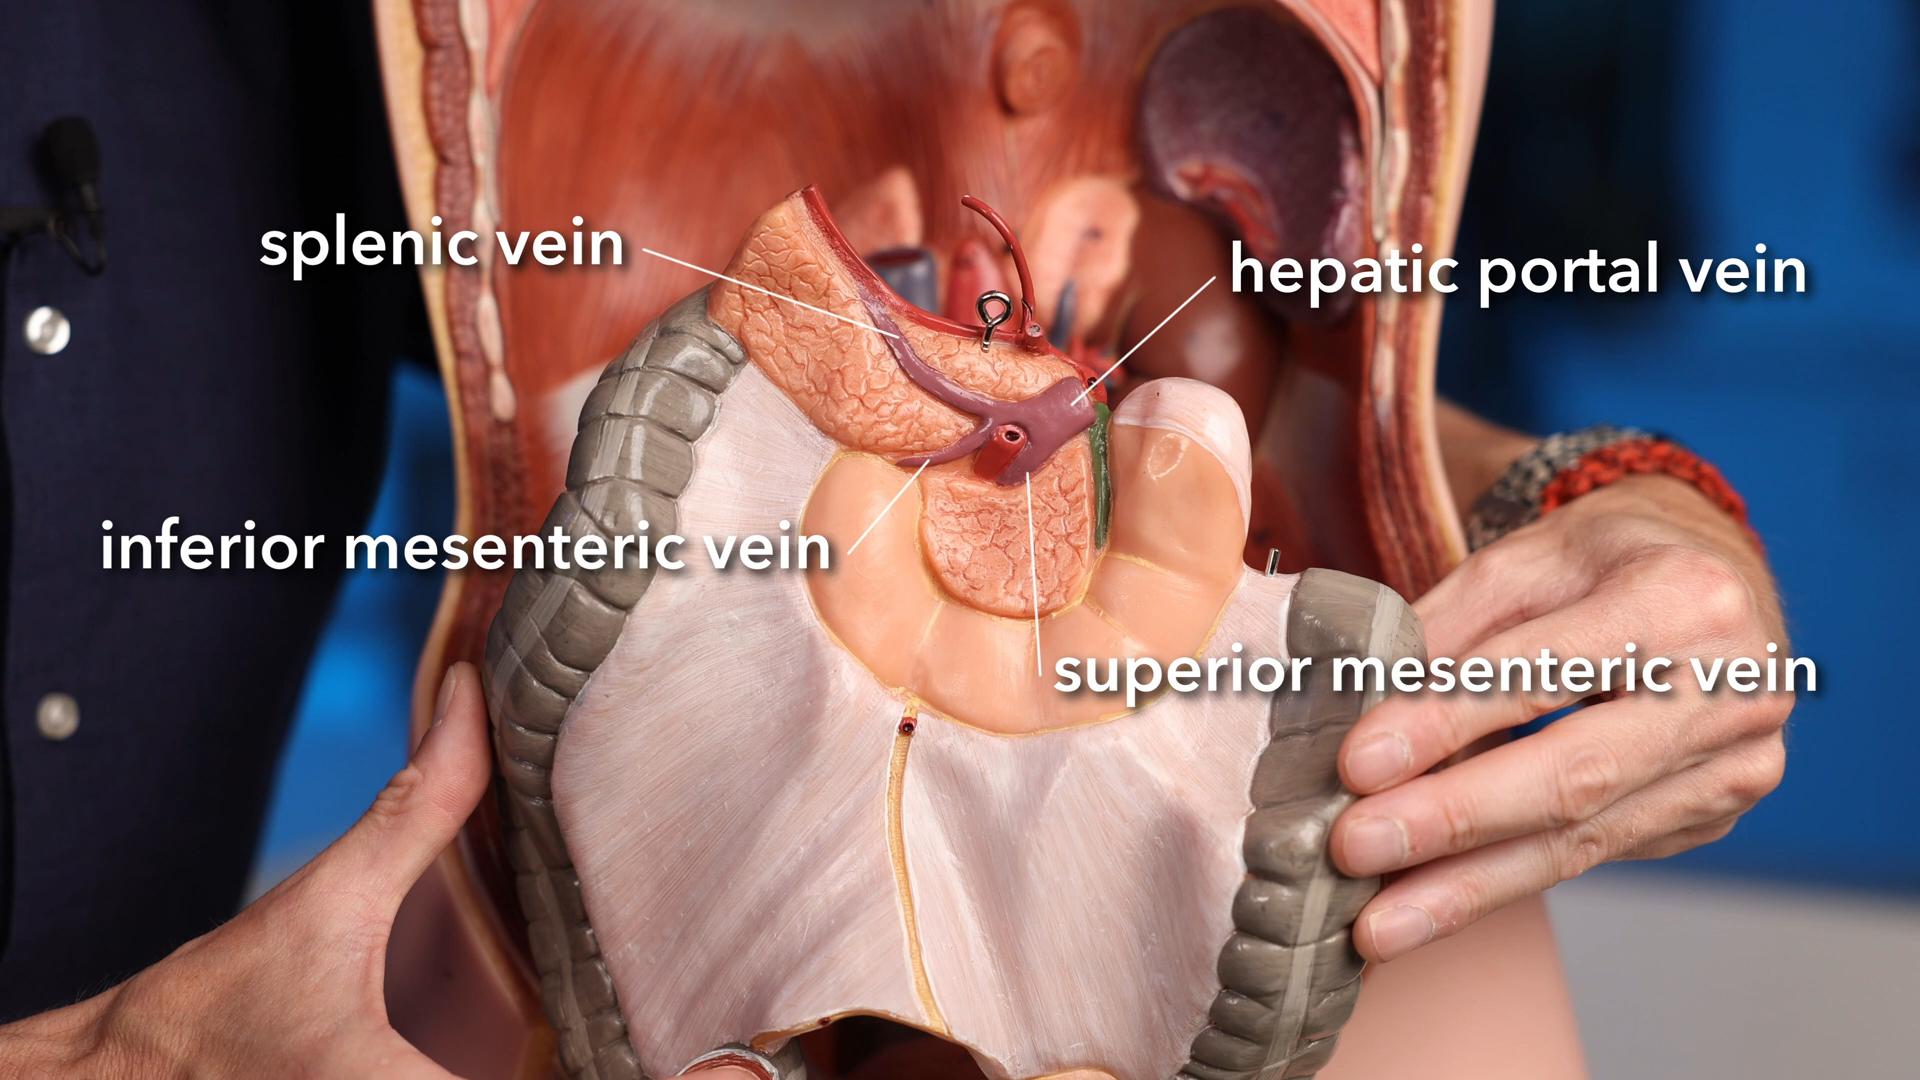 splenic vein
hepatic portal vein
inferior mesenteric vein
superior mesenteric vein